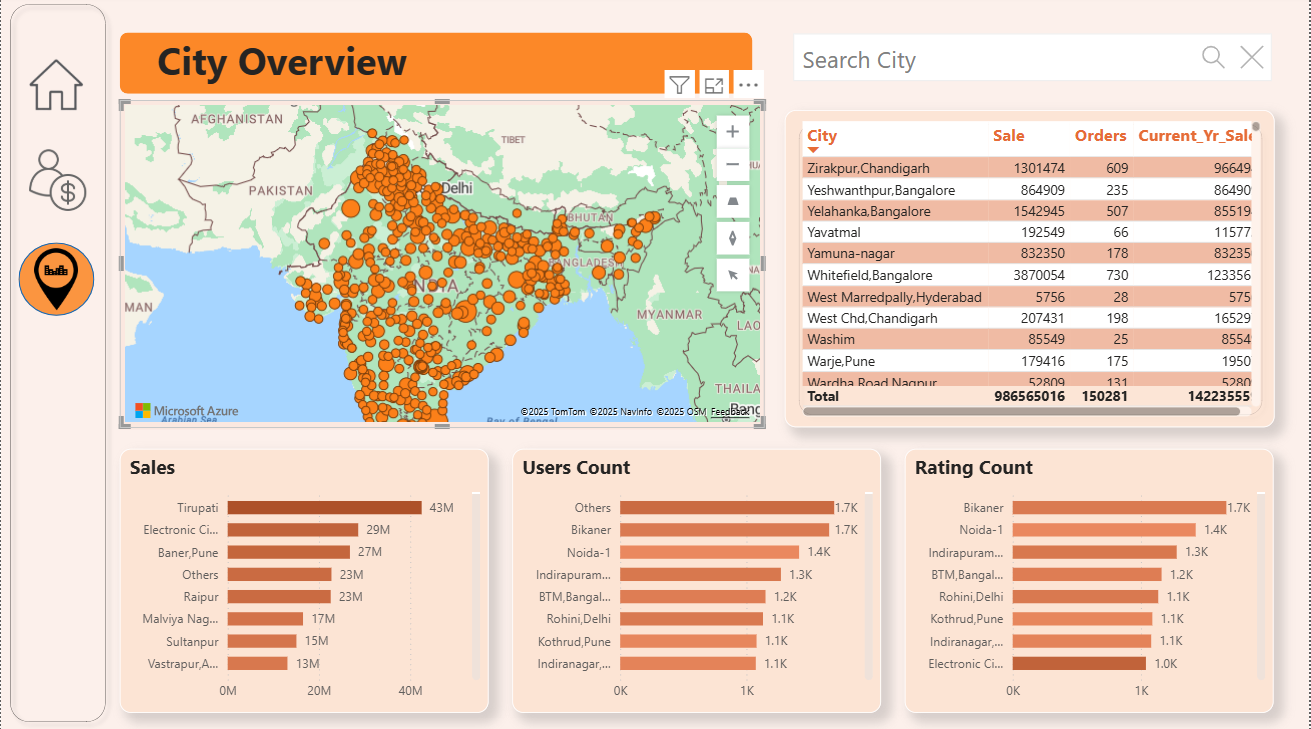 City Overview
Search City
AFGHANISTAN
TIBET
PAKISTAN
Delhi
BHUTAN
BANGLADESH
MAN
MYANMAR
LAO
THAILA
Microsoft Azure
©2025 TomTom ©2025 NavInfo ©2025 OSM Feedback
Arabian Sea
Bay of Bengal
City Sale Orders Current_Yr_Sale
Zirakpur,Chandigarh 1301474 609 96649
Yeshwanthpur,Bangalore 864909 235 86490
Yelahanka,Bangalore 1542945 507 85519
Yavatmal 192549 66 11577
Yamuna-nagar 832350 178 83235
Whitefield,Bangalore 3870054 730 123356
West Marredpally,Hyderabad 5756 28 575
West Chd,Chandigarh 207431 198 16529
Washim 85549 25 8554
Warje,Pune 179416 175 1950
Wardha Road,Nagpur 52809 131 5280
Total 986565016 150281 14223555
Sales
Tirupati 43M
Electronic Ci... 29M
Baner,Pune 27M
Others 23M
Raipur 23M
Malviya Nag... 17M
Sultanpur 15M
Vastrapur,A... 13M
0M 20M 40M
Users Count
Others 1.7K
Bikaner 1.7K
Noida-1 1.4K
Indirapuram... 1.3K
BTM,Bangal... 1.2K
Rohini,Delhi 1.1K
Kothrud,Pune 1.1K
Indiranagar,... 1.1K
0K 1K
Rating Count
Bikaner 1.7K
Noida-1 1.4K
Indirapuram... 1.3K
BTM,Bangal... 1.2K
Rohini,Delhi 1.1K
Kothrud,Pune 1.1K
Indiranagar,... 1.1K
Electronic Ci... 1.0K
0K 1K